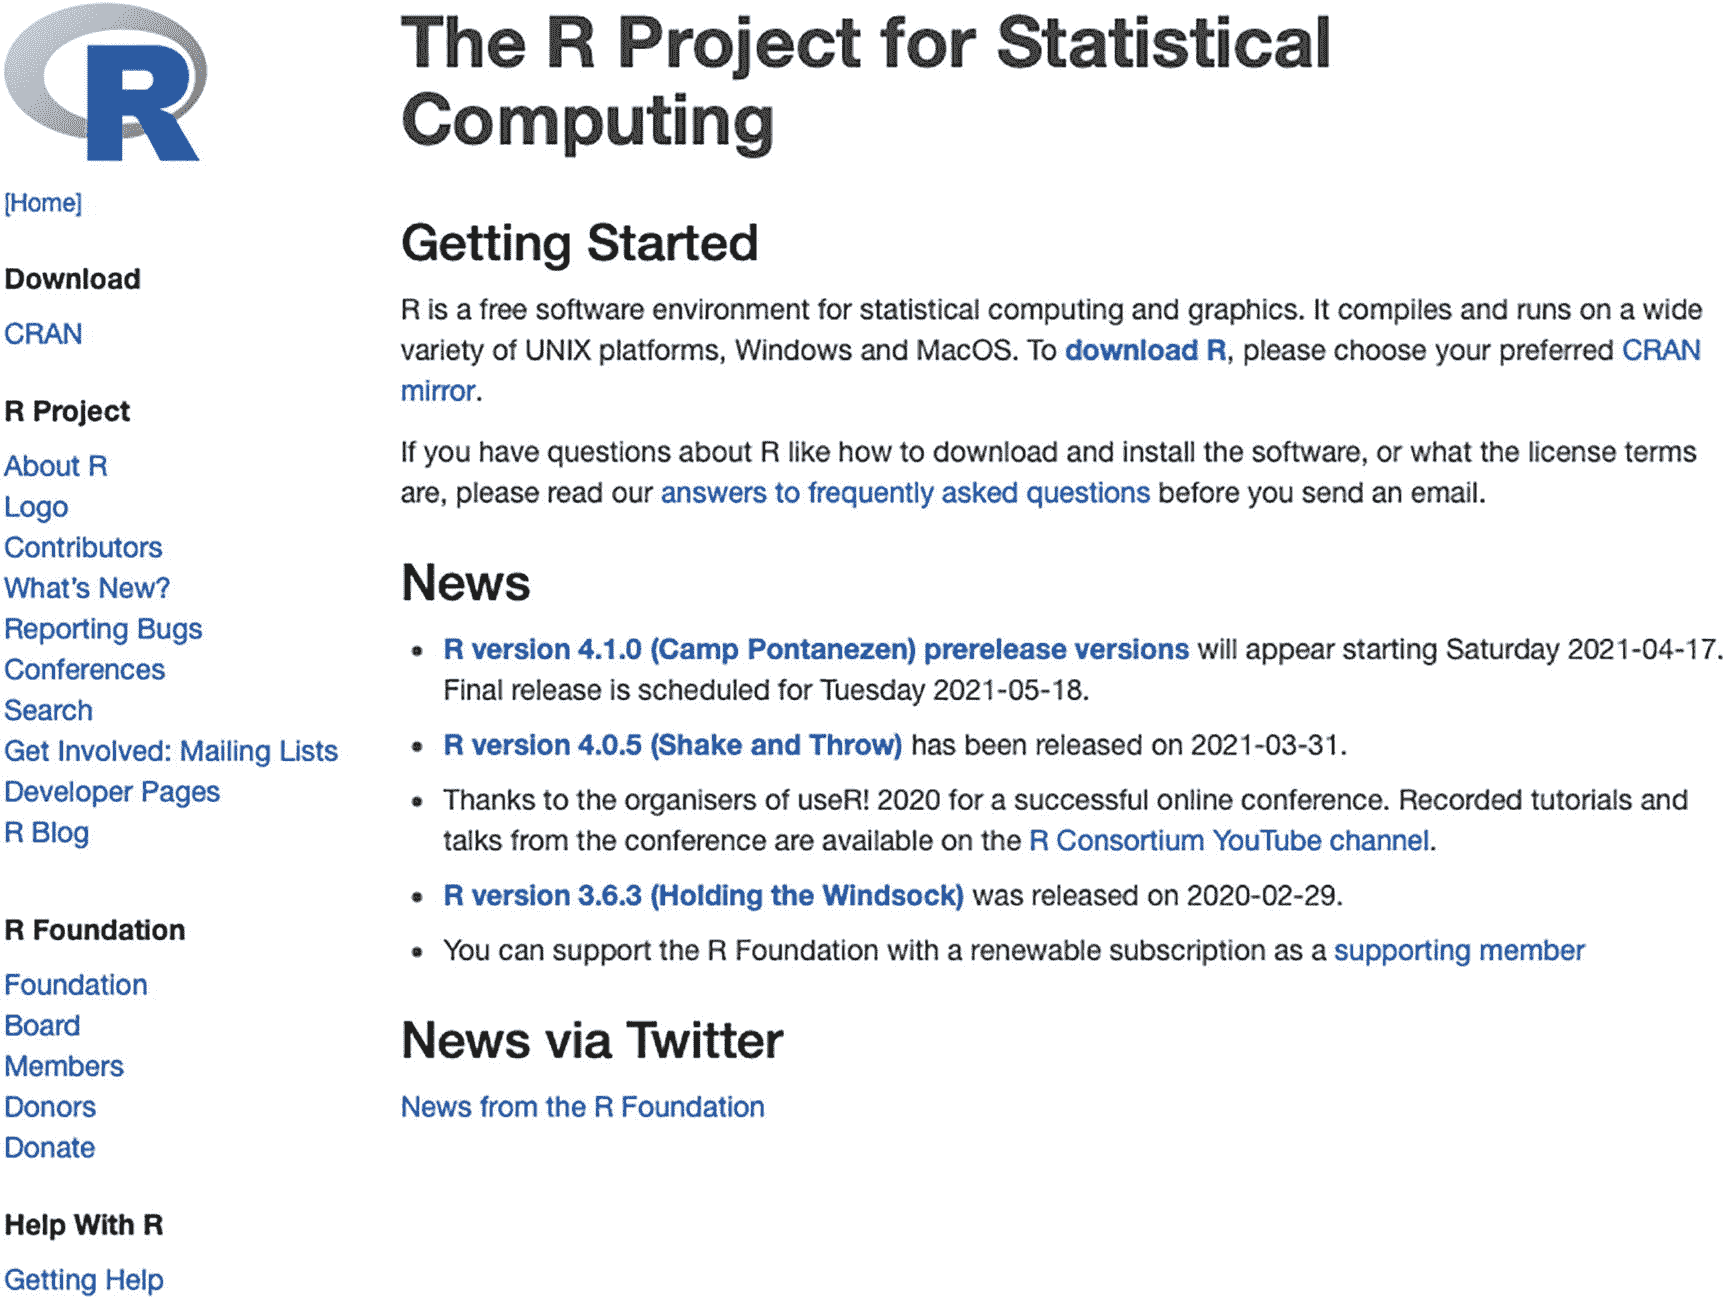 R
[Home]
Download
CRAN
R Project
About R
Logo
Contributors
What's New?
Reporting Bugs
Conferences
Search
Get Involved: Mailing Lists
Developer Pages
R Blog
R Foundation
Foundation
Board
Members
Donors
Donate
Help With R
Getting Help
The R Project for Statistical
Computing
Getting Started
R is a free software environment for statistical computing and graphics. It compiles and runs on a wide
variety of UNIX platforms, Windows and MacOS. To download R, please choose your preferred CRAN
mirror.
If you have questions about R like how to download and install the software, or what the license terms
are, please read our answers to frequently asked questions before you send an email.
News
• R version 4.1.0 (Camp Pontanezen) prerelease versions will appear starting Saturday 2021-04-17.
Final release is scheduled for Tuesday 2021-05-18.
• R version 4.0.5 (Shake and Throw) has been released on 2021-03-31.
• Thanks to the organisers of useR! 2020 for a successful online conference. Recorded tutorials and
talks from the conference are available on the R Consortium YouTube channel.
• R version 3.6.3 (Holding the Windsock) was released on 2020-02-29.
• You can support the R Foundation with a renewable subscription as a supporting member
News via Twitter
News from the R Foundation